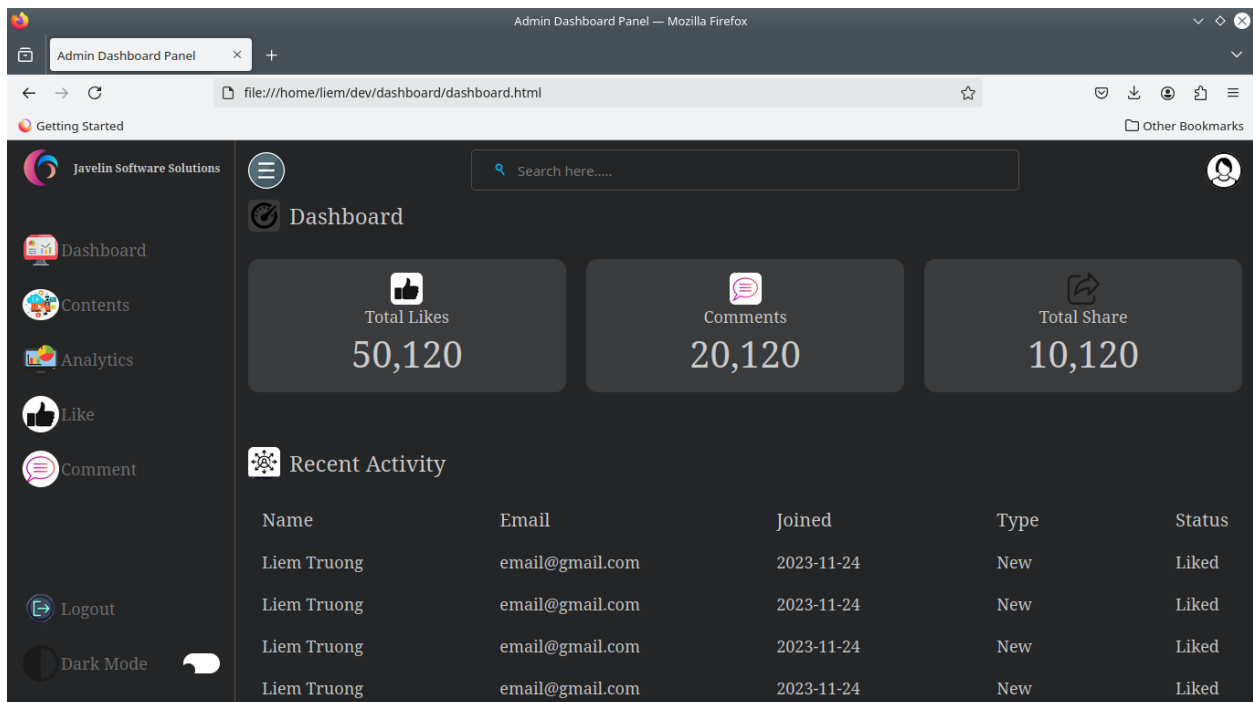 Admin Dashboard Panel — Mozilla Firefox
Admin Dashboard Panel
file:///home/liem/dev/dashboard/dashboard.html
Getting Started
Other Bookmarks
Javelin Software Solutions
Search here.....
Dashboard
Dashboard
Contents
Analytics
Like
Comment
Logout
Dark Mode
Total Likes
50,120
Comments
20,120
Total Share
10,120
Recent Activity
Name Email Joined Type Status
Liem Truong email@gmail.com 2023-11-24 New Liked
Liem Truong email@gmail.com 2023-11-24 New Liked
Liem Truong email@gmail.com 2023-11-24 New Liked
Liem Truong email@gmail.com 2023-11-24 New Liked